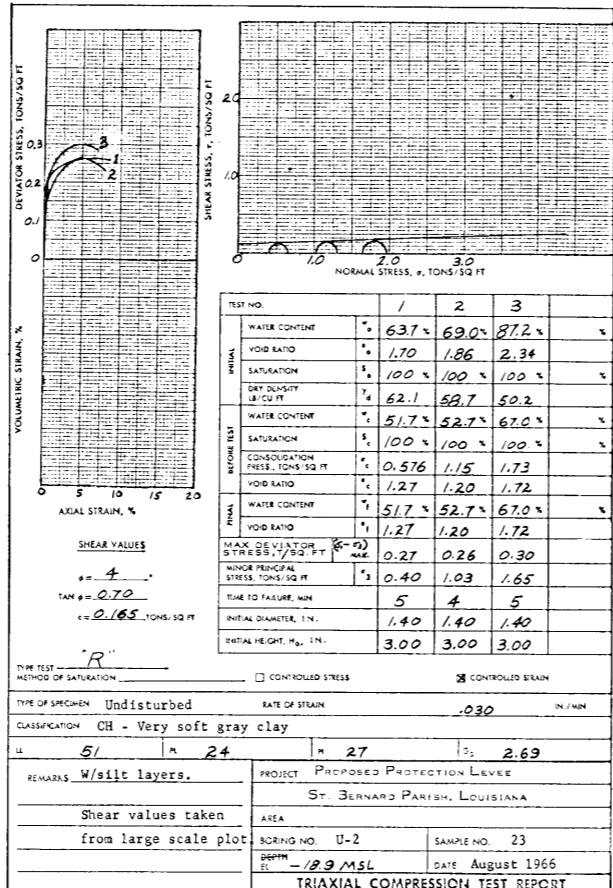 DEVIATOR STRESS, TONS/SQ FT
0.3
0.2
0.1
0
3
1
2
VOLUMETRIC STRAIN, %
0 5 10 15 20
AXIAL STRAIN, %
SHEAR STRESS, τ, TONS/SQ FT
2.0
1.0
0 1.0 2.0 3.0
NORMAL STRESS, σ, TONS/SQ FT
SHEAR VALUES
φ = 4 °
TAN φ = 0.70
c = 0.165 TONS/SQ FT
TEST NO. 1 2 3
INITIAL
WATER CONTENT w₀ 63.7 % 69.0 % 87.2 % %
VOID RATIO e₀ 1.70 1.86 2.34
SATURATION S₀ 100 % 100 % 100 % %
DRY DENSITY LB/CU FT γd 62.1 58.7 50.2
BEFORE TEST
WATER CONTENT wc 51.7 % 52.7 % 67.0 % %
SATURATION Sc 100 % 100 % 100 % %
CONSOLIDATION PRESS., TONS/SQ FT σc 0.576 1.15 1.73
VOID RATIO ec 1.27 1.20 1.72
FINAL
WATER CONTENT wf 51.7 % 52.7 % 67.0 % %
VOID RATIO ef 1.27 1.20 1.72
MAX DEVIATOR STRESS, T/SQ. FT (σ₁-σ₃) MAX. 0.27 0.26 0.30
MINOR PRINCIPAL STRESS, TONS/SQ FT σ₃ 0.40 1.03 1.65
TIME TO FAILURE, MIN 5 4 5
INITIAL DIAMETER, IN. 1.40 1.40 1.40
INITIAL HEIGHT, H₀, IN. 3.00 3.00 3.00
TYPE TEST "R"
METHOD OF SATURATION ☐ CONTROLLED STRESS ☒ CONTROLLED STRAIN
TYPE OF SPECIMEN Undisturbed RATE OF STRAIN .030 IN./MIN
CLASSIFICATION CH - Very soft gray clay
LL 51 PL 24 PI 27 Gs 2.69
REMARKS W/silt layers.
Shear values taken
from large scale plot
PROJECT PROPOSED PROTECTION LEVEE
ST. BERNARD PARISH, LOUISIANA
AREA
BORING NO. U-2 SAMPLE NO. 23
DEPTH
EL -18.9 MSL DATE August 1966
TRIAXIAL COMPRESSION TEST REPORT